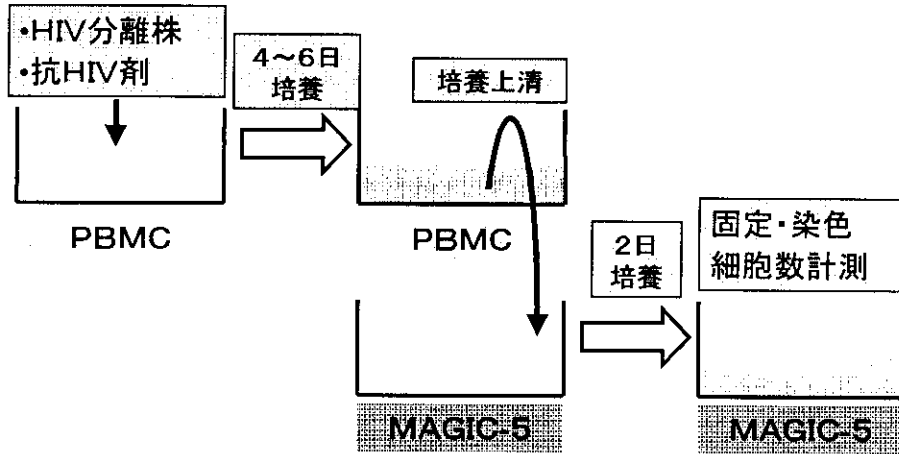 ・HIV分離株
・抗HIV剤
4～6日
培養
培養上清
PBMC
PBMC
2日
培養
固定・染色
細胞数計測
MAGIC-5
MAGIC-5